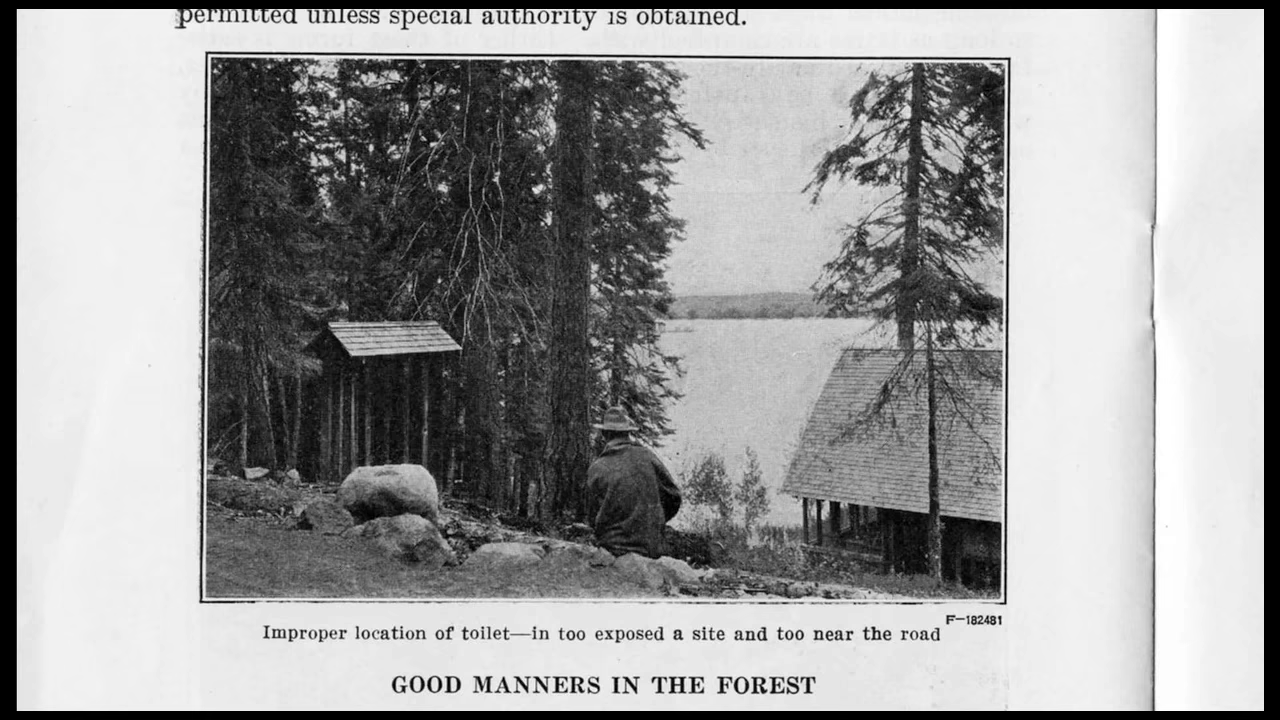 permitted unless special authority is obtained.
F—182481
Improper location of toilet—in too exposed a site and too near the road
GOOD MANNERS IN THE FOREST